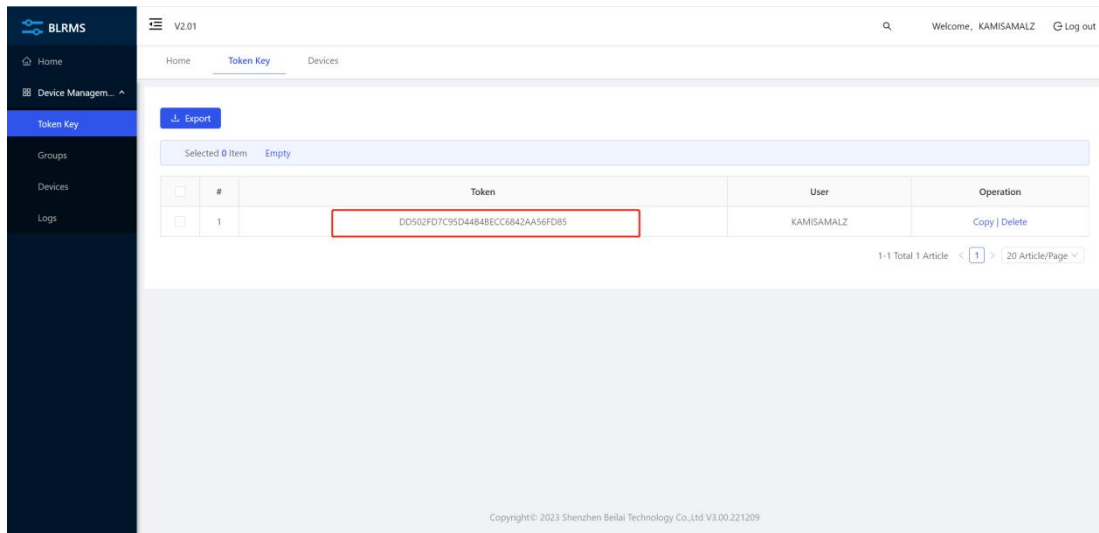 BLRMS
V2.01
Welcome, KAMISAMALZ
Log out
Home
Device Managem...
Token Key
Groups
Devices
Logs
Home Token Key Devices
Export
Selected 0 Item Empty
# Token User Operation
1 DD502FD7C95D44B4BECC6842AA56FD85 KAMISAMALZ Copy | Delete
1-1 Total 1 Article < 1 > 20 Article/Page
Copyright© 2023 Shenzhen Beilai Technology Co.,Ltd V3.00.221209